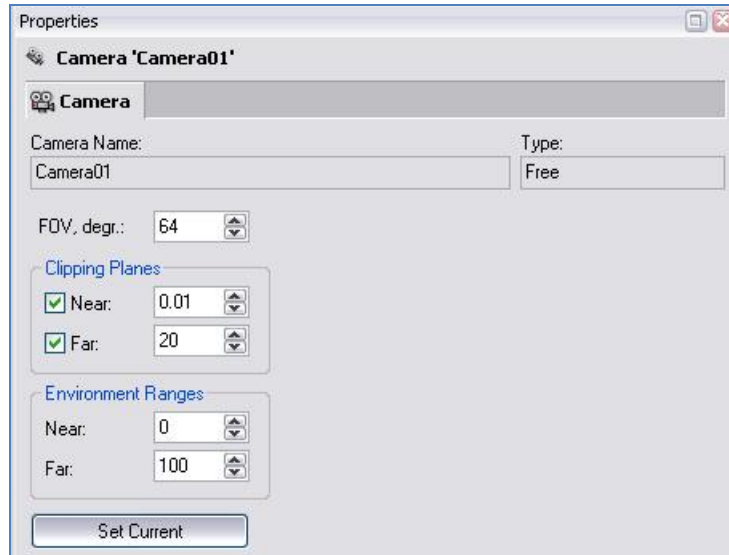 Properties
Camera 'Camera01'
Camera
Camera Name: Type:
Camera01 Free
FOV, degr.: 64
Clipping Planes
Near: 0.01
Far: 20
Environment Ranges
Near: 0
Far: 100
Set Current